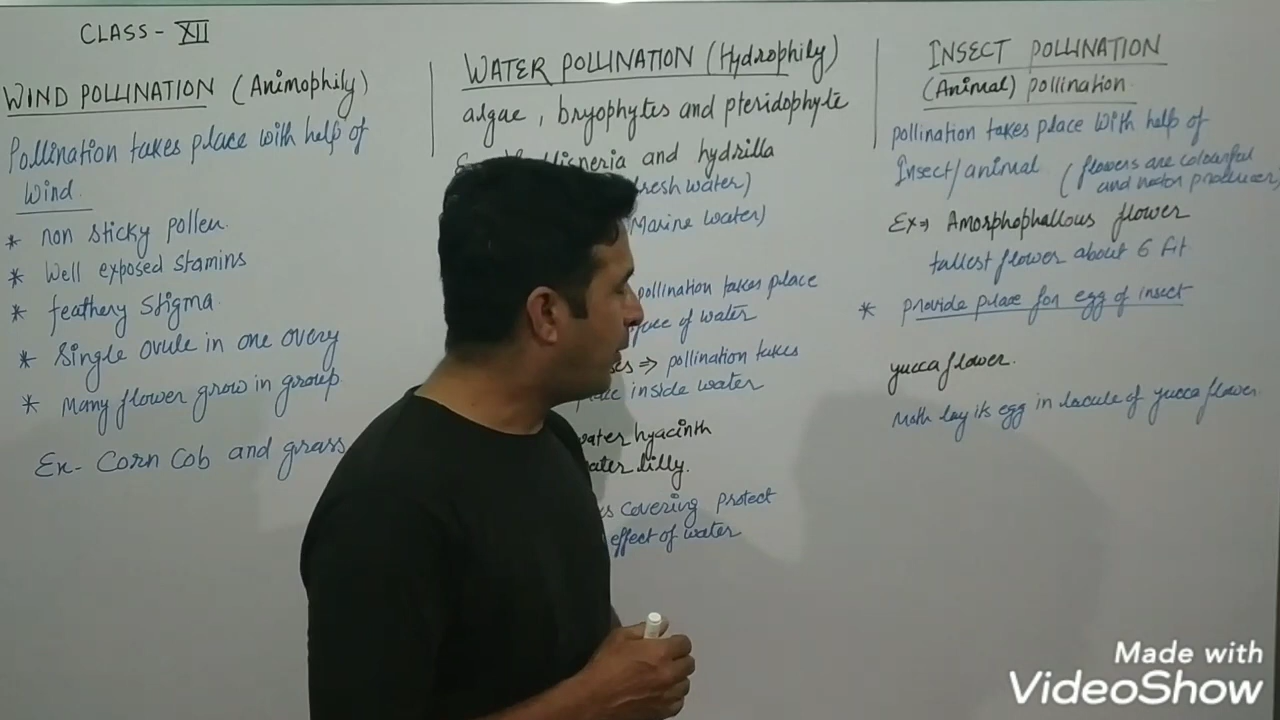 CLASS - XII
WIND POLLINATION (Animophily)
Pollination takes place with help of
Wind.
* non sticky pollen.
* Well exposed stamins
* feathery stigma.
* Single ovule in one overy
* Many flower grow in group.
Ex- Corn Cob and grass
WATER POLLINATION (Hydrophily)
algae, bryophytes and pteridophyte
and hydrilla
fresh water)
Marine water)
pollination takes place
of water
⇒ pollination takes
inside water
water hyacinth
water lilly.
covering protect
effect of water
INSECT POLLINATION
(Animal) pollination.
pollination takes place with help of
Insect/animal (flowers are colourful
and producer)
Ex⇒ Amorphophallous flower
tallest flower about 6 fit
* provide place for egg of insect
yucca flower.
Moth lay its egg in locule of yucca flower.
Made with
VideoShow